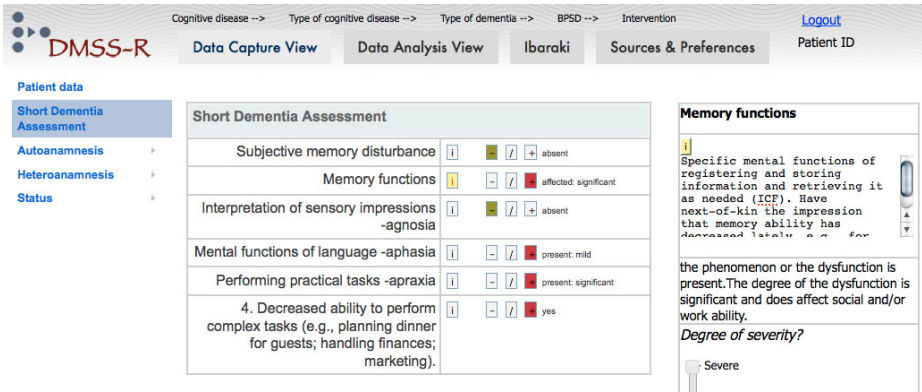 Cognitive disease --> Type of cognitive disease --> Type of dementia --> BPSD --> Intervention
Logout
DMSS-R
Data Capture View
Data Analysis View
Ibaraki
Sources & Preferences
Patient ID
Patient data
Short Dementia
Assessment
Autoanamnesis
Heteroanamnesis
Status
Short Dementia Assessment
Subjective memory disturbance i - / + absent
Memory functions i - / + affected: significant
Interpretation of sensory impressions i - / + absent
-agnosia
Mental functions of language -aphasia i - / + present: mild
Performing practical tasks -apraxia i - / + present: significant
4. Decreased ability to perform i - / + yes
complex tasks (e.g., planning dinner
for guests; handling finances;
marketing).
Memory functions
i
Specific mental functions of
registering and storing
information and retrieving it
as needed (ICF). Have
next-of-kin the impression
that memory ability has
decreased lately, e.g., for
the phenomenon or the dysfunction is
present.The degree of the dysfunction is
significant and does affect social and/or
work ability.
Degree of severity?
Severe